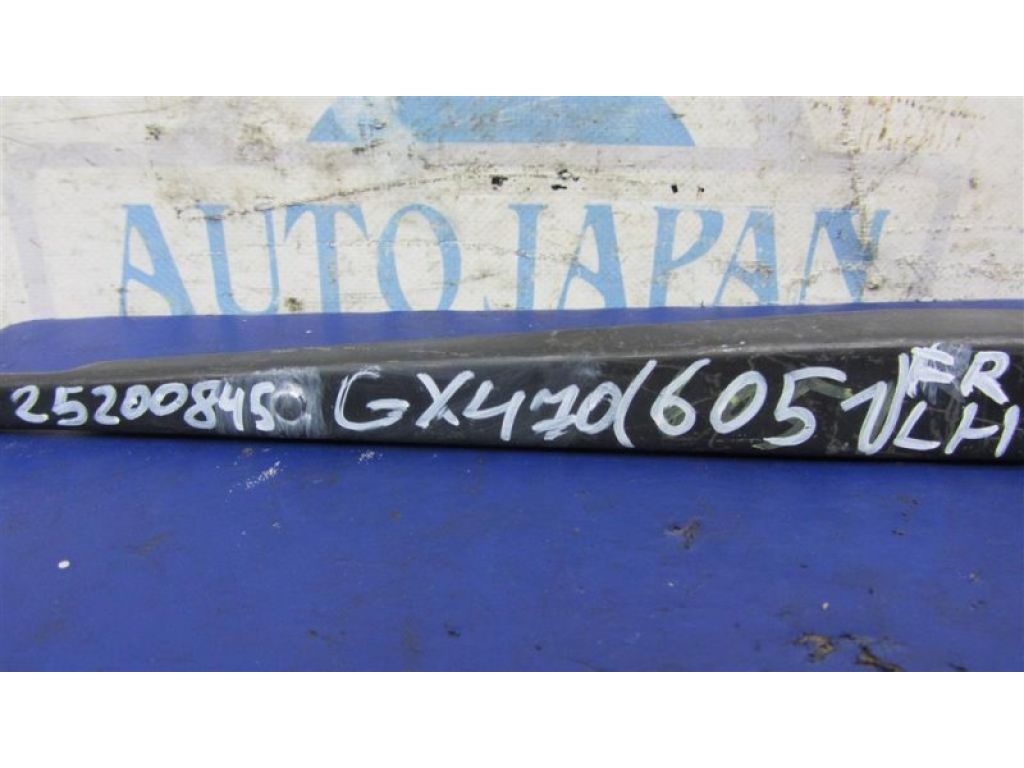 AUTO JAPAN
25200845 GX470(6051) FR
LH